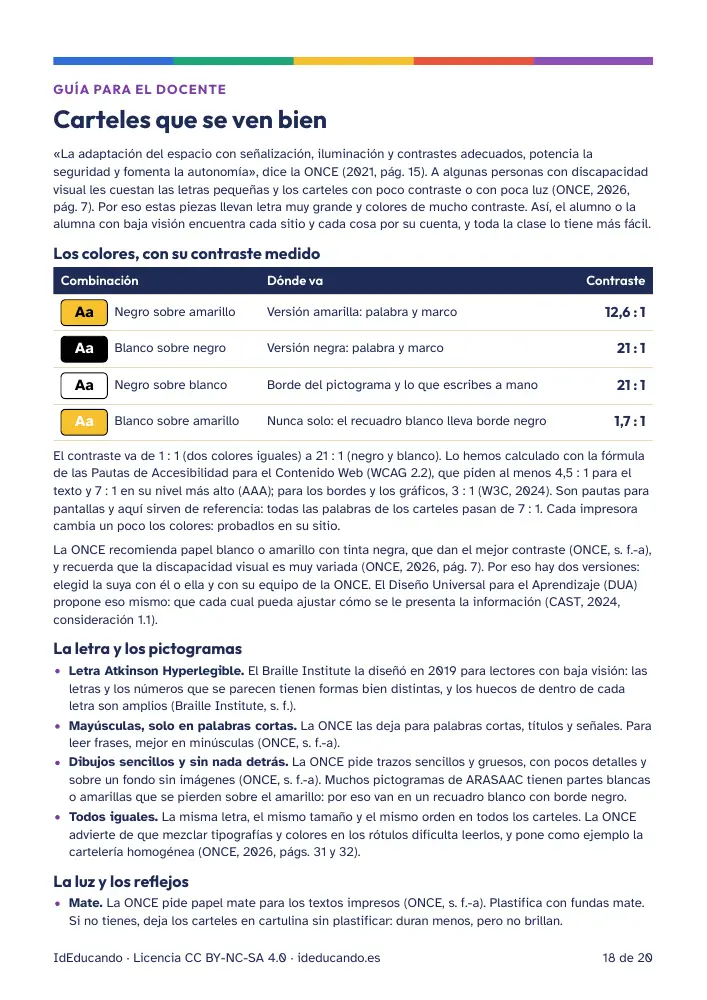 GUÍA PARA EL DOCENTE
Carteles que se ven bien
«La adaptación del espacio con señalización, iluminación y contrastes adecuados, potencia la
seguridad y fomenta la autonomía», dice la ONCE (2021, pág. 15). A algunas personas con discapacidad
visual les cuestan las letras pequeñas y los carteles con poco contraste o con poca luz (ONCE, 2026,
pág. 7). Por eso estas piezas llevan letra muy grande y colores de mucho contraste. Así, el alumno o la
alumna con baja visión encuentra cada sitio y cada cosa por su cuenta, y toda la clase lo tiene más fácil.
Los colores, con su contraste medido
Combinación Dónde va Contraste
Aa Negro sobre amarillo Versión amarilla: palabra y marco 12,6 : 1
Aa Blanco sobre negro Versión negra: palabra y marco 21 : 1
Aa Negro sobre blanco Borde del pictograma y lo que escribes a mano 21 : 1
Aa Blanco sobre amarillo Nunca solo: el recuadro blanco lleva borde negro 1,7 : 1
El contraste va de 1 : 1 (dos colores iguales) a 21 : 1 (negro y blanco). Lo hemos calculado con la fórmula
de las Pautas de Accesibilidad para el Contenido Web (WCAG 2.2), que piden al menos 4,5 : 1 para el
texto y 7 : 1 en su nivel más alto (AAA); para los bordes y los gráficos, 3 : 1 (W3C, 2024). Son pautas para
pantallas y aquí sirven de referencia: todas las palabras de los carteles pasan de 7 : 1. Cada impresora
cambia un poco los colores: probadlos en su sitio.
La ONCE recomienda papel blanco o amarillo con tinta negra, que dan el mejor contraste (ONCE, s. f.-a),
y recuerda que la discapacidad visual es muy variada (ONCE, 2026, pág. 7). Por eso hay dos versiones:
elegid la suya con él o ella y con su equipo de la ONCE. El Diseño Universal para el Aprendizaje (DUA)
propone eso mismo: que cada cual pueda ajustar cómo se le presenta la información (CAST, 2024,
consideración 1.1).
La letra y los pictogramas
• Letra Atkinson Hyperlegible. El Braille Institute la diseñó en 2019 para lectores con baja visión: las
letras y los números que se parecen tienen formas bien distintas, y los huecos de dentro de cada
letra son amplios (Braille Institute, s. f.).
• Mayúsculas, solo en palabras cortas. La ONCE las deja para palabras cortas, títulos y señales. Para
leer frases, mejor en minúsculas (ONCE, s. f.-a).
• Dibujos sencillos y sin nada detrás. La ONCE pide trazos sencillos y gruesos, con pocos detalles y
sobre un fondo sin imágenes (ONCE, s. f.-a). Muchos pictogramas de ARASAAC tienen partes blancas
o amarillas que se pierden sobre el amarillo: por eso van en un recuadro blanco con borde negro.
• Todos iguales. La misma letra, el mismo tamaño y el mismo orden en todos los carteles. La ONCE
advierte de que mezclar tipografías y colores en los rótulos dificulta leerlos, y pone como ejemplo la
cartelería homogénea (ONCE, 2026, págs. 31 y 32).
La luz y los reflejos
• Mate. La ONCE pide papel mate para los textos impresos (ONCE, s. f.-a). Plastifica con fundas mate.
Si no tienes, deja los carteles en cartulina sin plastificar: duran menos, pero no brillan.
IdEducando · Licencia CC BY-NC-SA 4.0 · ideducando.es 18 de 20